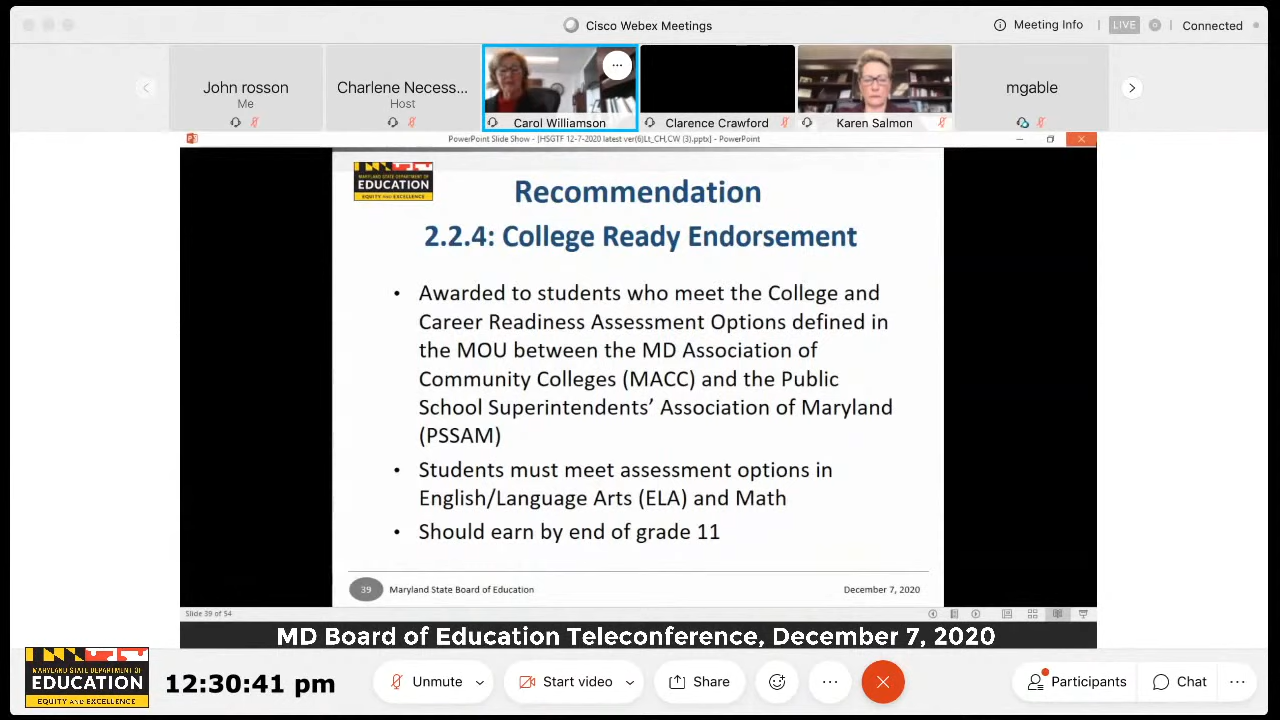 Cisco Webex Meetings
Meeting Info
LIVE
Connected
John rosson
Me
Charlene Necess...
Host
Carol Williamson
Clarence Crawford
Karen Salmon
mgable
PowerPoint Slide Show - [HSGTF 12-7-2020 latest ver(6)Lt_CH,CW (3).pptx] - PowerPoint
MARYLAND STATE DEPARTMENT OF
EDUCATION
EQUITY AND EXCELLENCE
Recommendation
2.2.4: College Ready Endorsement
• Awarded to students who meet the College and
Career Readiness Assessment Options defined in
the MOU between the MD Association of
Community Colleges (MACC) and the Public
School Superintendents’ Association of Maryland
(PSSAM)
• Students must meet assessment options in
English/Language Arts (ELA) and Math
• Should earn by end of grade 11
39
Maryland State Board of Education
December 7, 2020
Slide 39 of 54
MD Board of Education Teleconference, December 7, 2020
MARYLAND STATE DEPARTMENT OF
EDUCATION
EQUITY AND EXCELLENCE
12:30:41 pm
Unmute
Start video
Share
Participants
Chat